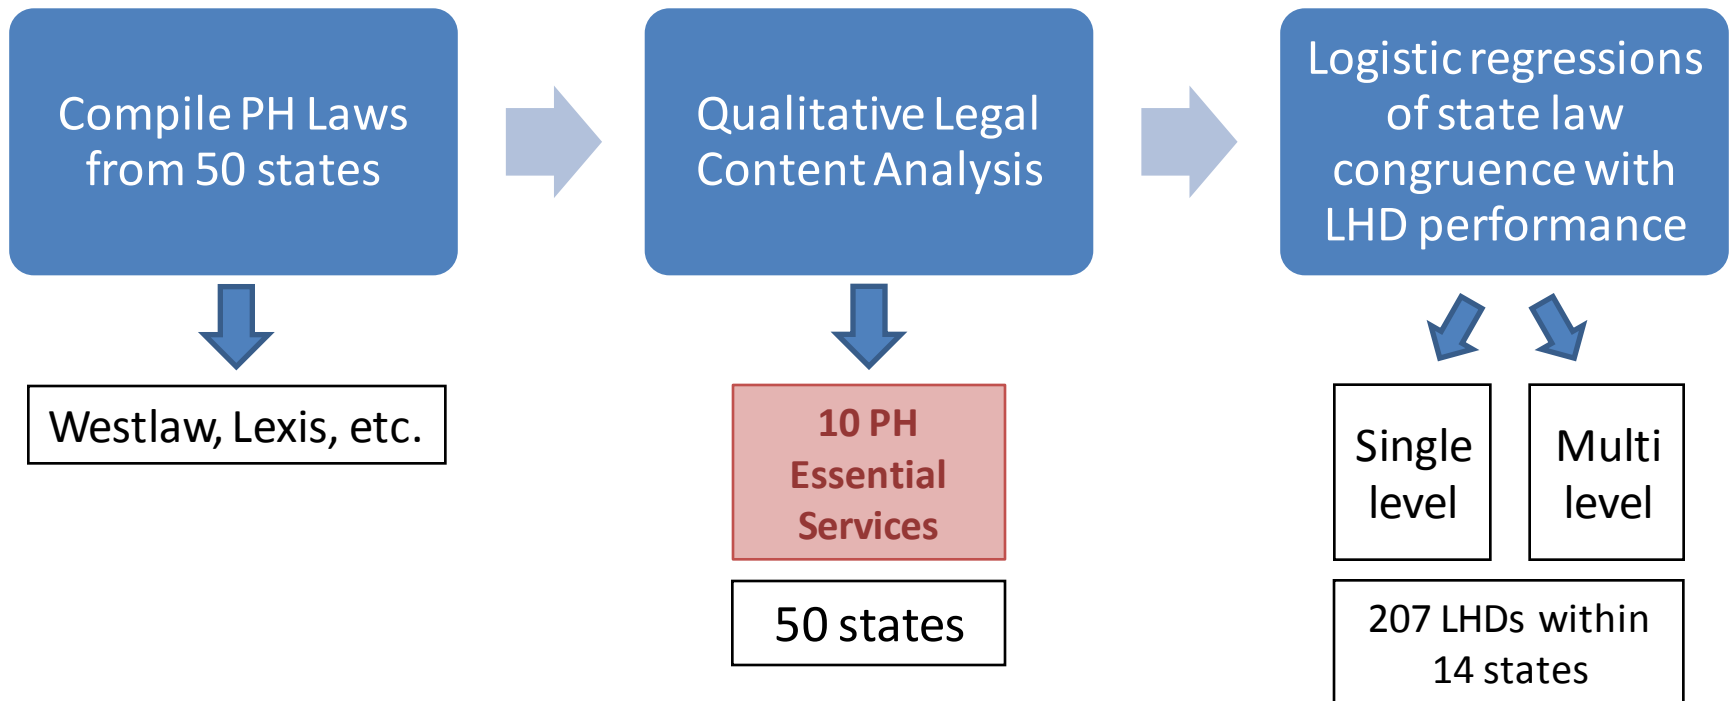 Compile PH Laws
from 50 states
Qualitative Legal
Content Analysis
Logistic regressions
of state law
congruence with
LHD performance
Westlaw, Lexis, etc.
10 PH
Essential
Services
50 states
Single
level
Multi
level
207 LHDs within
14 states